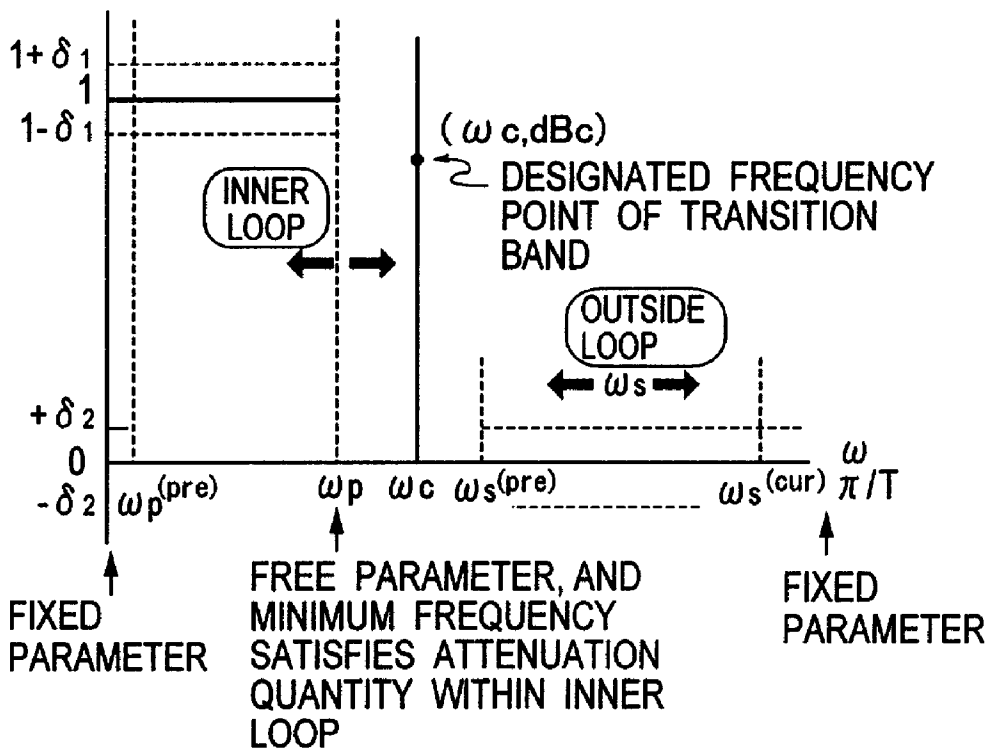 1+δ1
1
1-δ1
(ωc,dBc)
DESIGNATED FREQUENCY
POINT OF TRANSITION
BAND
INNER
LOOP
OUTSIDE
LOOP
ωs
+δ2
0
-δ2
ωp(pre)
ωp
ωc
ωs(pre)
ωs(cur)
ω
π/T
FIXED
PARAMETER
FREE PARAMETER, AND
MINIMUM FREQUENCY
SATISFIES ATTENUATION
QUANTITY WITHIN INNER
LOOP
FIXED
PARAMETER